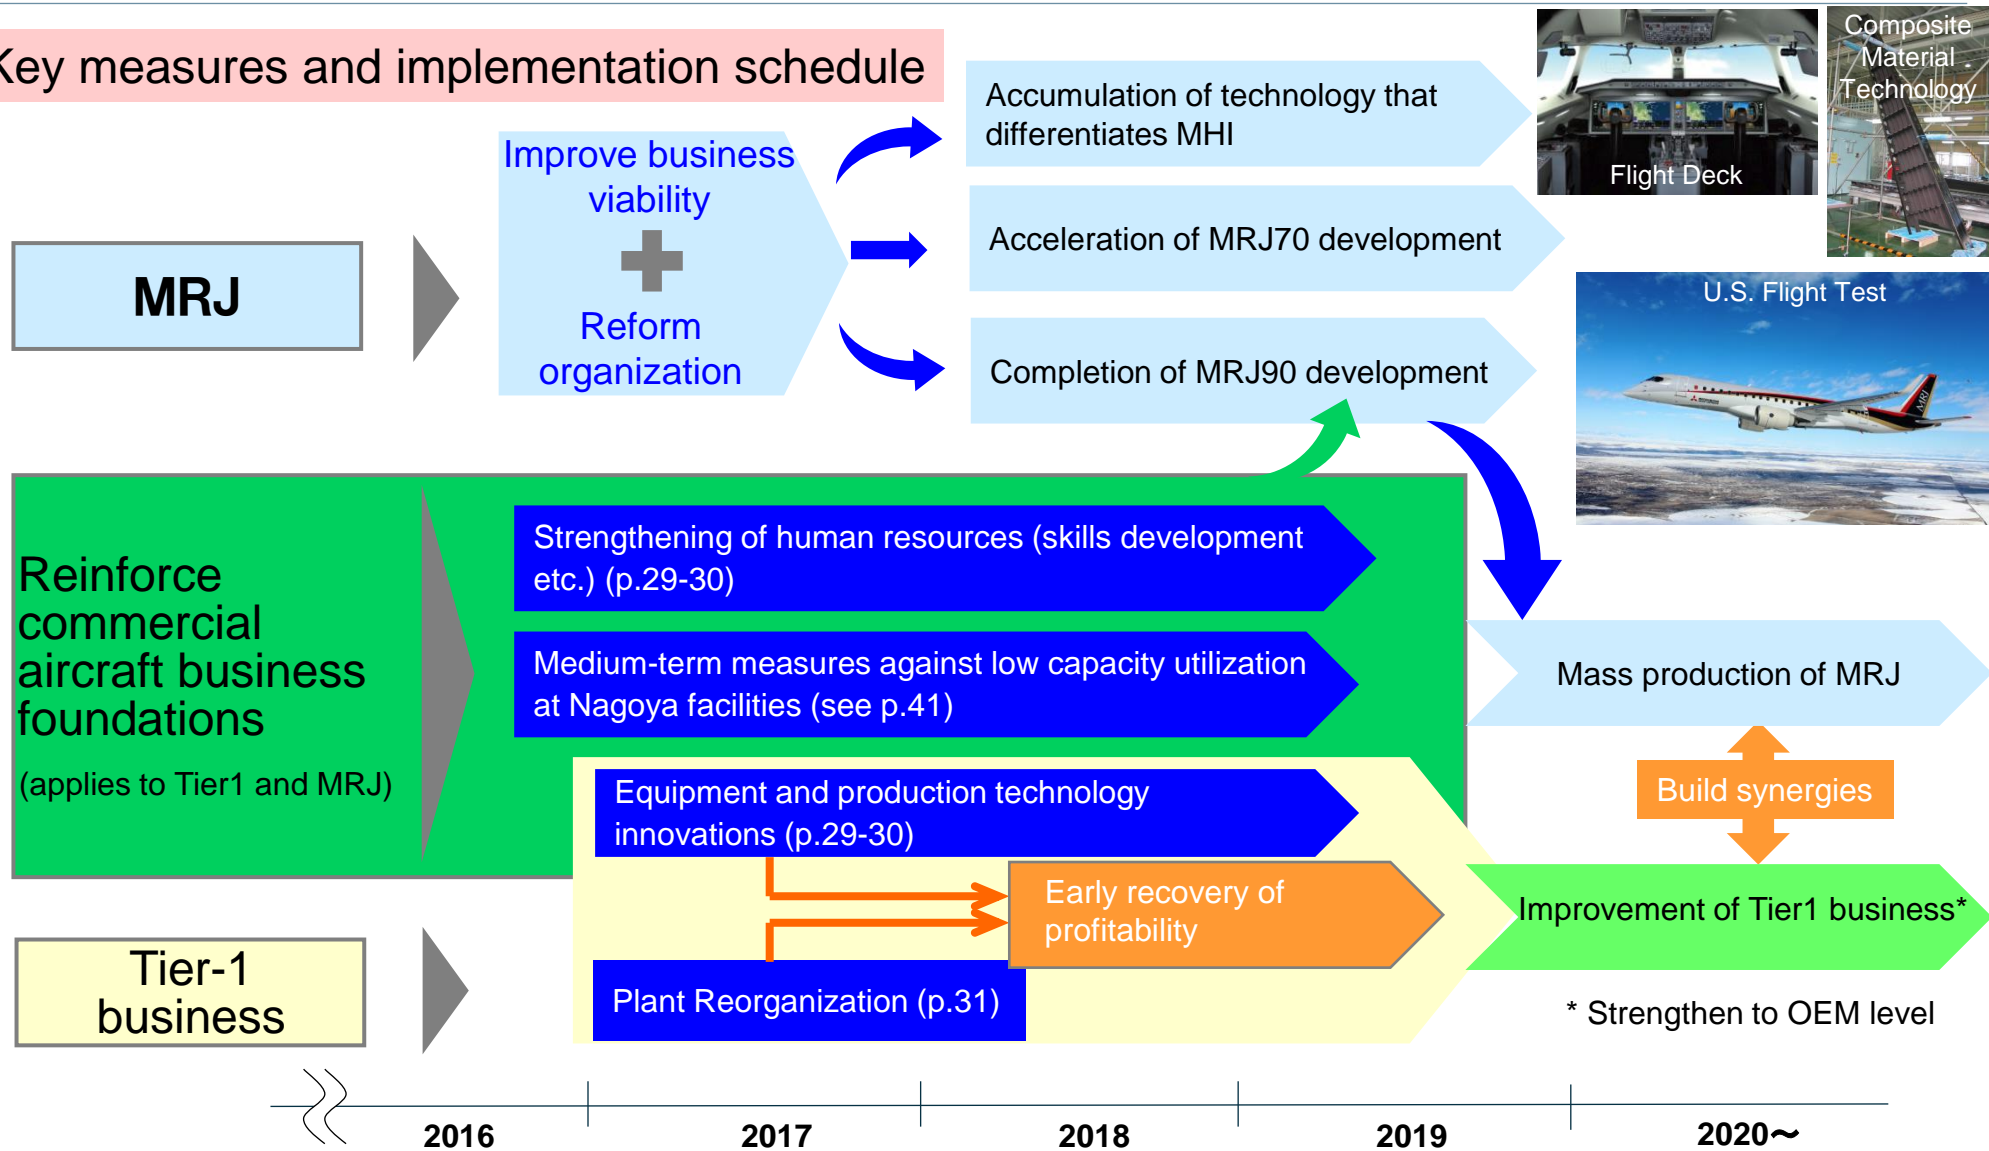 Key measures and implementation schedule
Accumulation of technology that
differentiates MHI
Flight Deck
Composite
Material
Technology
Improve business
viability
Reform
organization
MRJ
Acceleration of MRJ70 development
Completion of MRJ90 development
U.S. Flight Test
MRJ
Reinforce
commercial
aircraft business
foundations
(applies to Tier1 and MRJ)
Strengthening of human resources (skills development
etc.) (p.29-30)
Medium-term measures against low capacity utilization
at Nagoya facilities (see p.41)
Equipment and production technology
innovations (p.29-30)
Mass production of MRJ
Build synergies
Early recovery of
profitability
Improvement of Tier1 business*
Tier-1
business
Plant Reorganization (p.31)
* Strengthen to OEM level
2016
2017
2018
2019
2020～